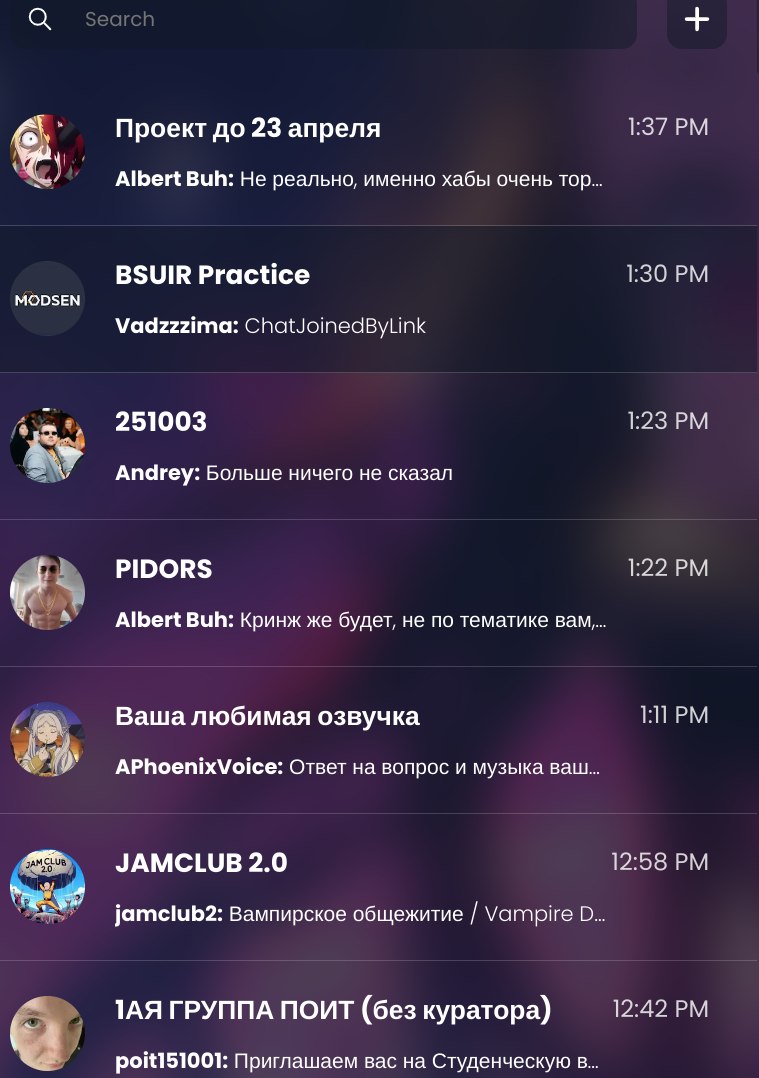 Search
Проект до 23 апреля 1:37 PM
Albert Buh: Не реально, именно хабы очень тор...
MODSEN
BSUIR Practice 1:30 PM
Vadzzzima: ChatJoinedByLink
251003 1:23 PM
Andrey: Больше ничего не сказал
PIDORS 1:22 PM
Albert Buh: Кринж же будет, не по тематике вам,...
Ваша любимая озвучка 1:11 PM
APhoenixVoice: Ответ на вопрос и музыка ваш...
JAM CLUB
2.0
JAMCLUB 2.0 12:58 PM
jamclub2: Вампирское общежитие / Vampire D...
1АЯ ГРУППА ПОИТ (без куратора) 12:42 PM
poit151001: Приглашаем вас на Студенческую в...